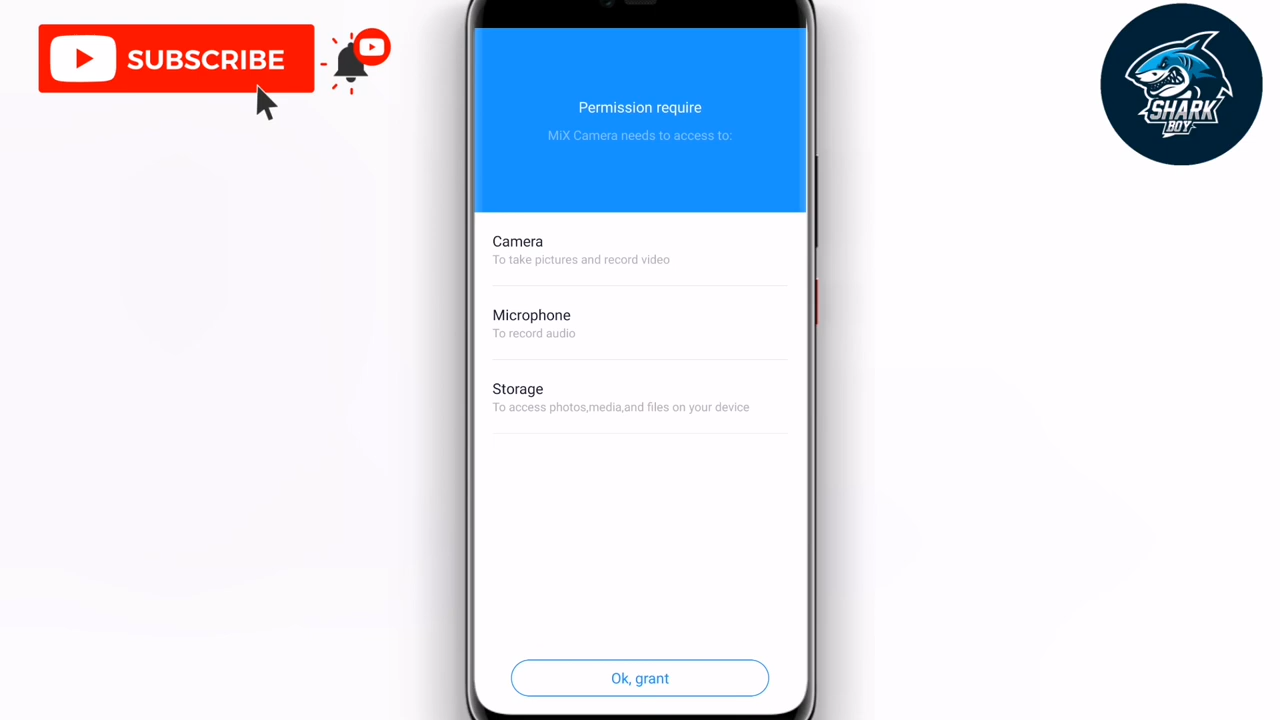 SUBSCRIBE
SHARK
BOY
Permission require
MiX Camera needs to access to:
Camera
To take pictures and record video
Microphone
To record audio
Storage
To access photos,media,and files on your device
Ok, grant